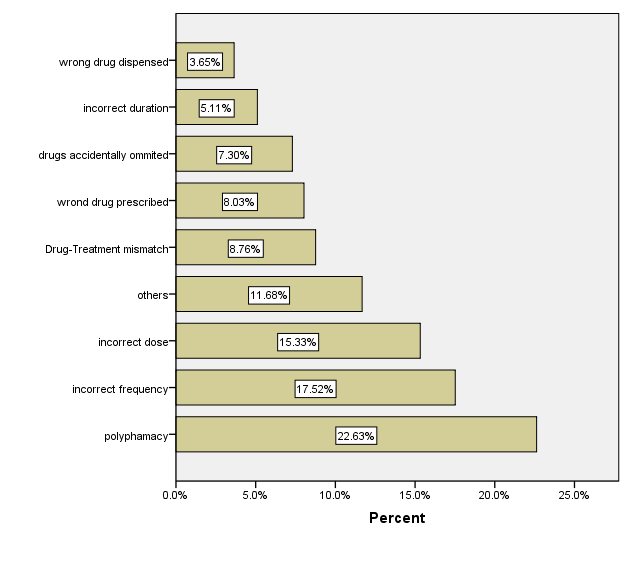 wrong drug dispensed 3.65%
incorrect duration 5.11%
drugs accidentally ommited 7.30%
wrond drug prescribed 8.03%
Drug-Treatment mismatch 8.76%
others 11.68%
incorrect dose 15.33%
incorrect frequency 17.52%
polyphamacy 22.63%
0.0% 5.0% 10.0% 15.0% 20.0% 25.0%
Percent